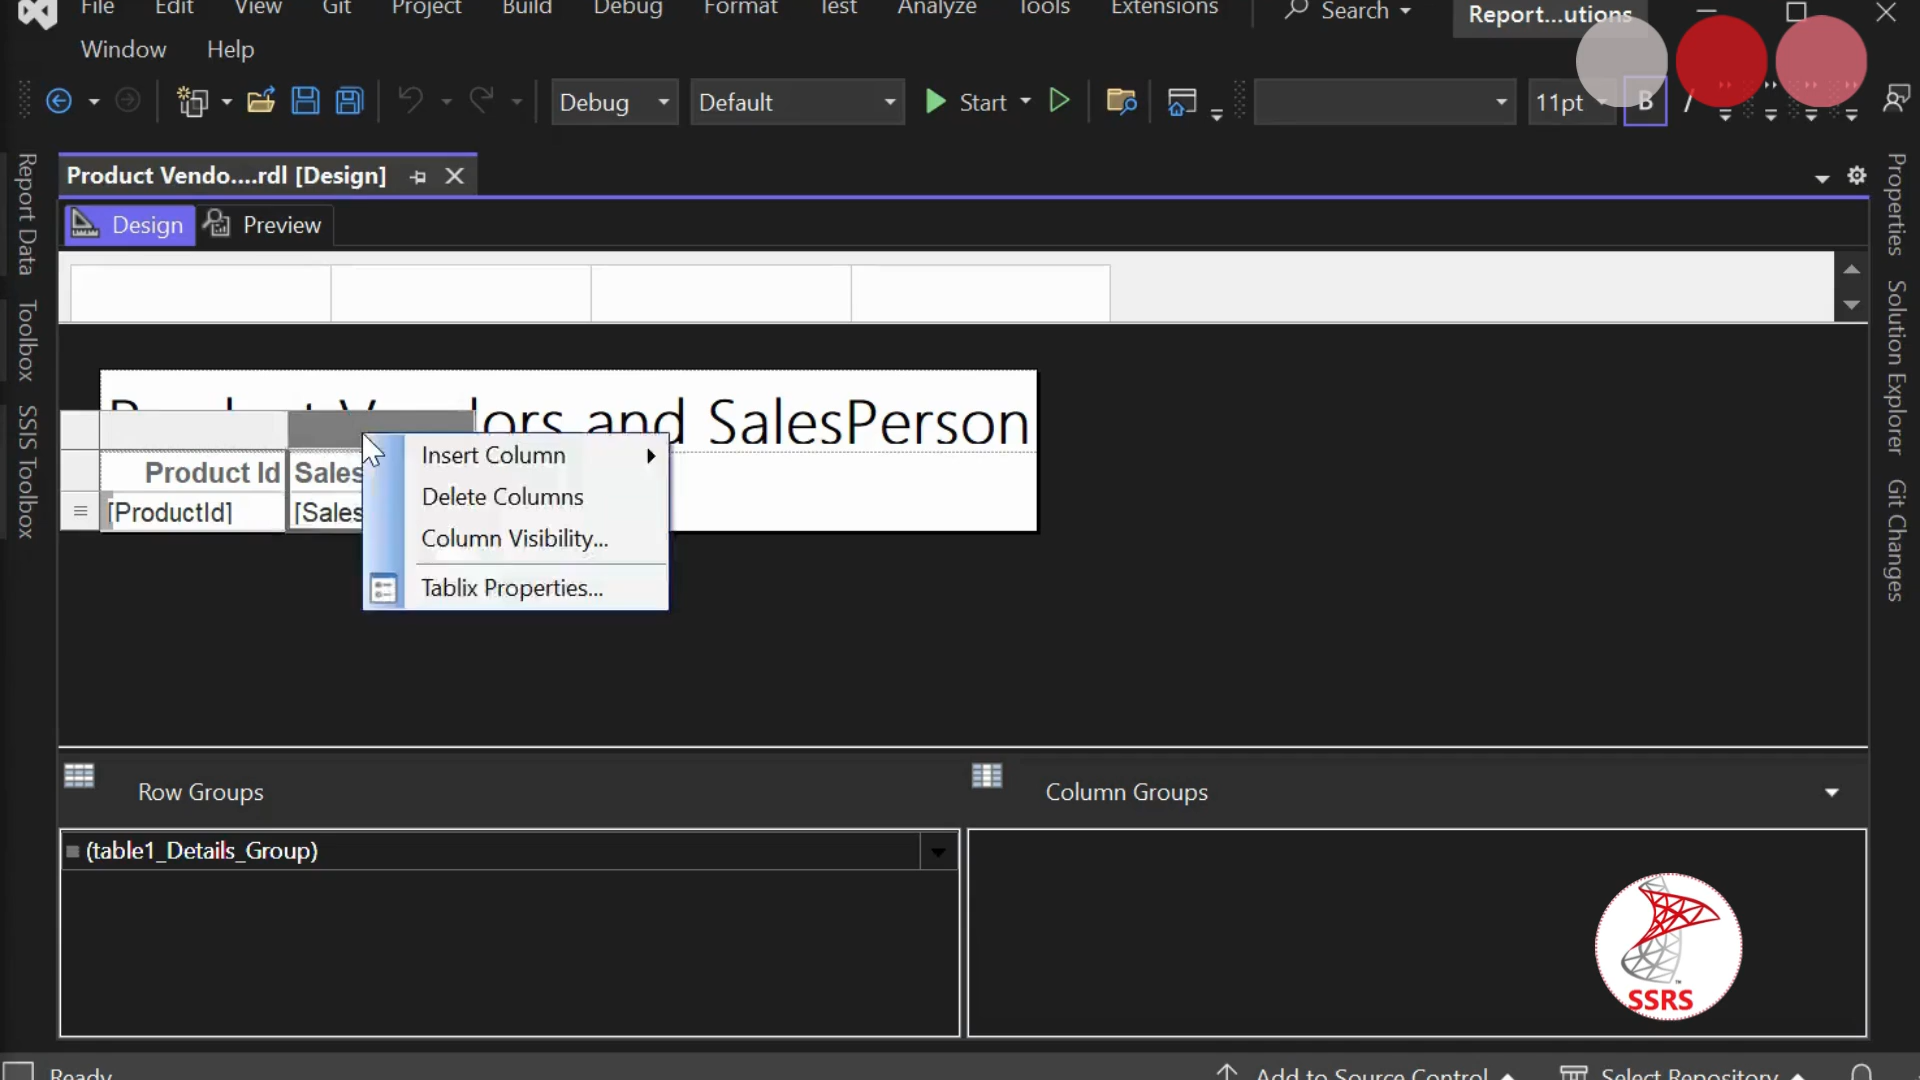 File Edit View Git Project Build Debug Format Test Analyze Tools Extensions Search Report...utions
Window Help
Debug Default Start 11pt B I
Product Vendo....rdl [Design]
Design Preview
Report Data
Toolbox
SSIS Toolbox
Properties
Solution Explorer
Git Changes
Product Vendors and SalesPerson
Product Id Sales
[ProductId] [Sales
Insert Column
Delete Columns
Column Visibility...
Tablix Properties...
Row Groups
Column Groups
(table1_Details_Group)
SSRS
Ready Add to Source Control Select Repository